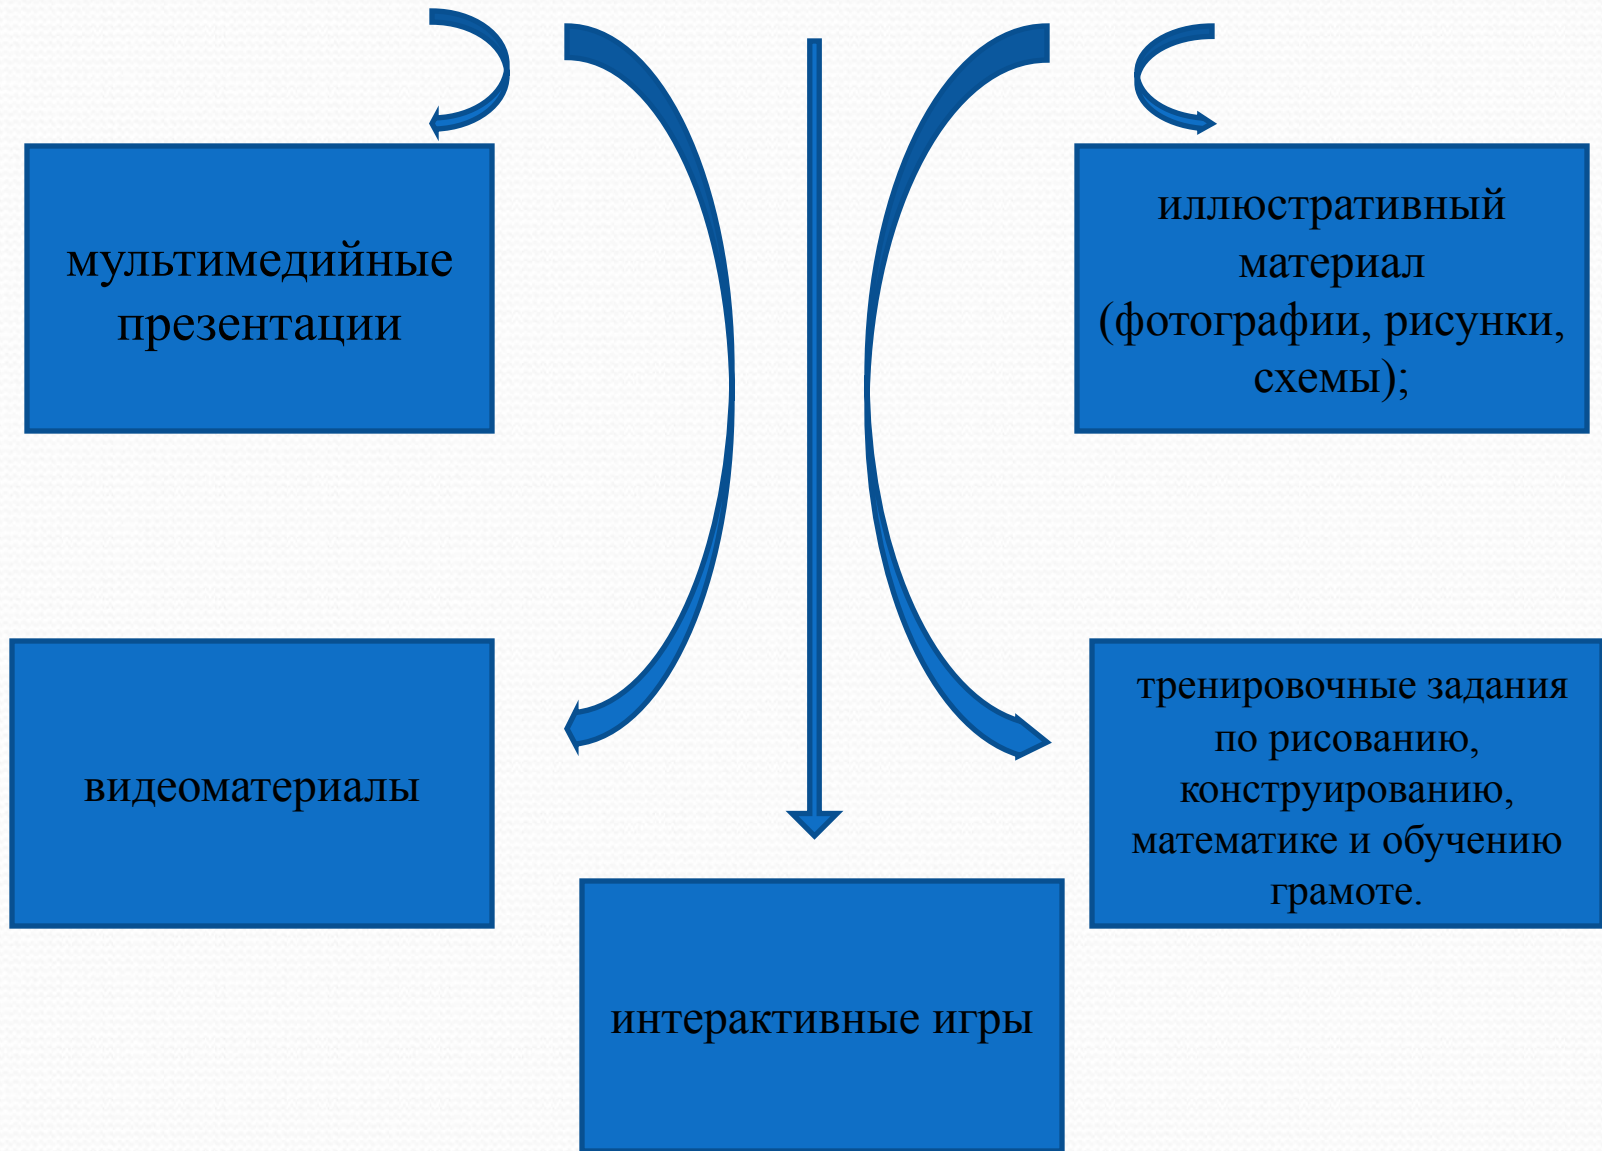 мультимедийные
презентации
иллюстративный
материал
(фотографии, рисунки,
схемы);
видеоматериалы
тренировочные задания
по рисованию,
конструированию,
математике и обучению
грамоте.
интерактивные игры